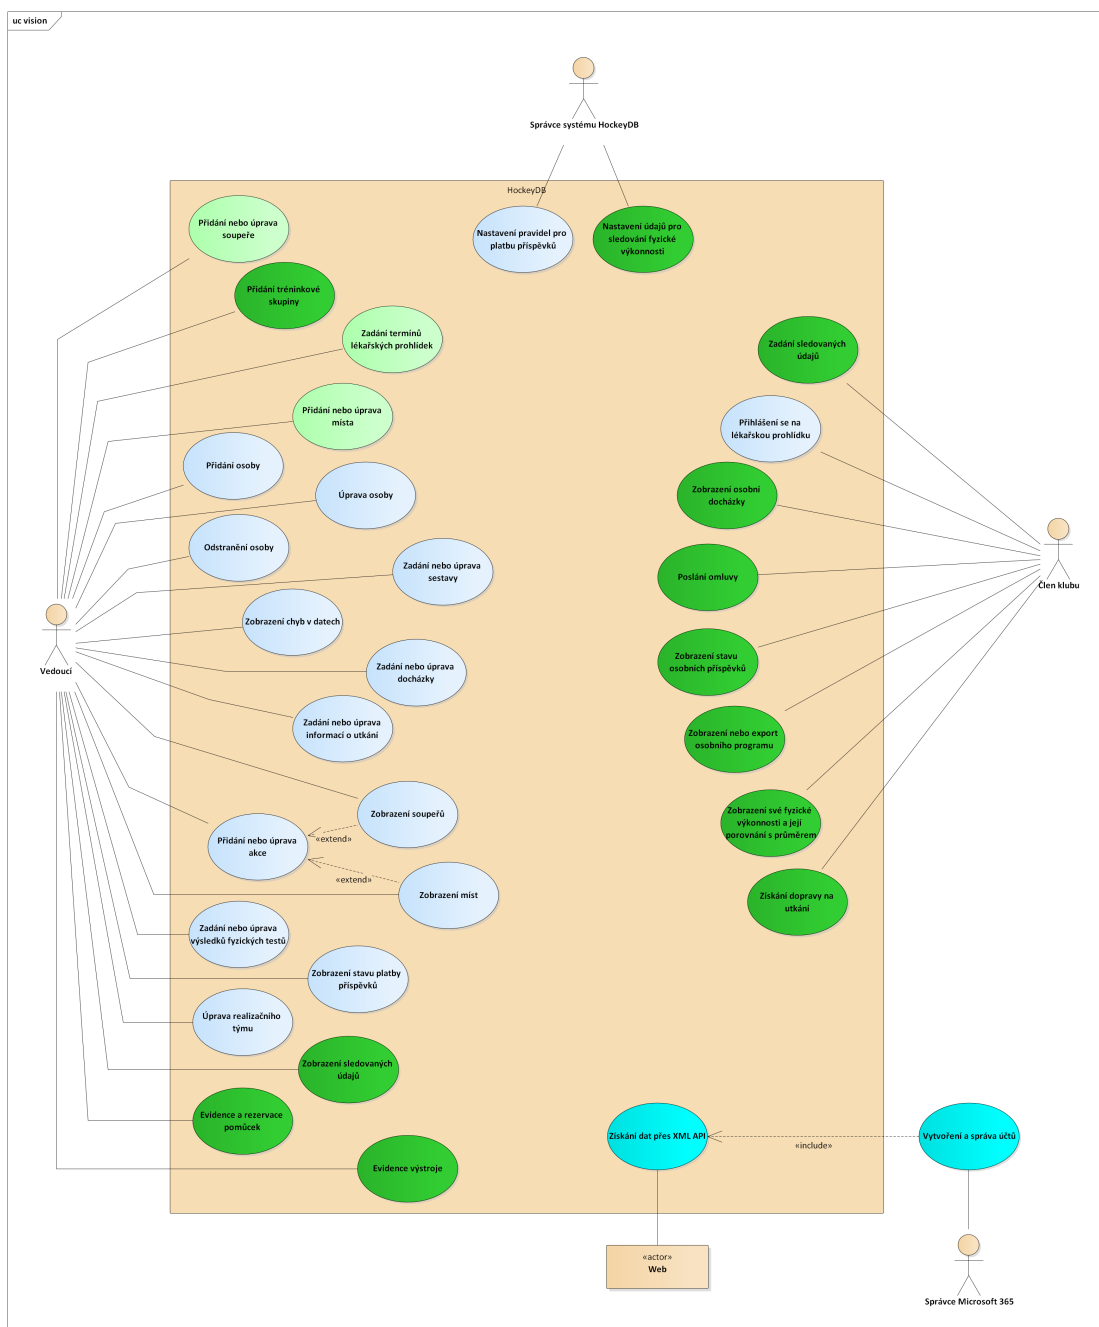 uc vision
Správce systému HockeyDB
HockeyDB
Přidání nebo úprava
soupeře
Nastavení pravidel pro
platbu příspěvků
Nastavení údajů pro
sledování fyzické
výkonnosti
Přidání tréninkové
skupiny
Zadání termínů
lékařských prohlídek
Zadání sledovaných
údajů
Přidání nebo úprava
místa
Přihlášení se na
lékařskou prohlídku
Přidání osoby
Úprava osoby
Zobrazení osobní
docházky
Odstranění osoby
Zadání nebo úprava
sestavy
Poslání omluvy
Člen klubu
Zobrazení chyb v datech
Vedoucí
Zadání nebo úprava
docházky
Zobrazení stavu
osobních příspěvků
Zadání nebo úprava
informací o utkání
Zobrazení nebo export
osobního programu
Zobrazení soupeřů
Zobrazení své fyzické
výkonnosti a její
porovnání s průměrem
Přidání nebo úprava
akce
«extend»
«extend»
Zobrazení míst
Získání dopravy na
utkání
Zadání nebo úprava
výsledků fyzických testů
Zobrazení stavu platby
příspěvků
Úprava realizačního
týmu
Zobrazení sledovaných
údajů
Evidence a rezervace
pomůcek
Získání dat přes XML API
«include»
Vytvoření a správa účtů
Evidence výstroje
«actor»
Web
Správce Microsoft 365